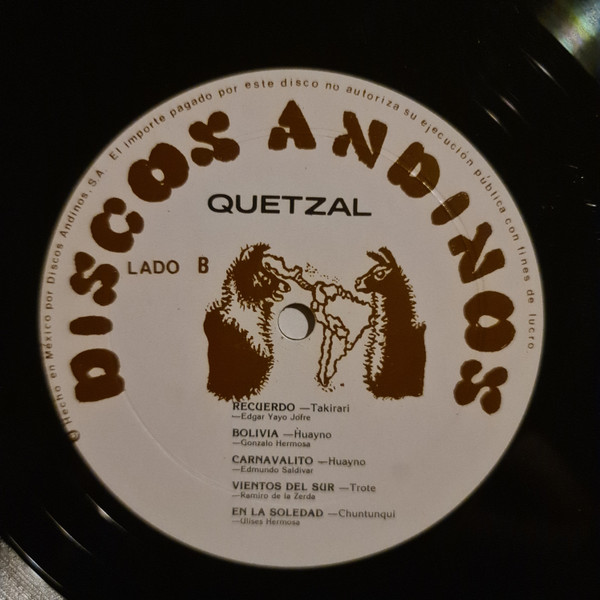 Hecho en México por Discos Andinos, S.A. El importe pagado por este disco no autoriza su ejecución pública con fines de lucro
DISCOS ANDINOS
QUETZAL
LADO B
RECUERDO —Takirari
—Edgar Yayo Jofre
BOLIVIA —Huayno
—Gonzalo Hermosa
CARNAVALITO —Huayno
—Edmundo Saldivar
VIENTOS DEL SUR —Trote
—Ramiro de la Zerda
EN LA SOLEDAD —Chuntunqui
—Ulises Hermosa